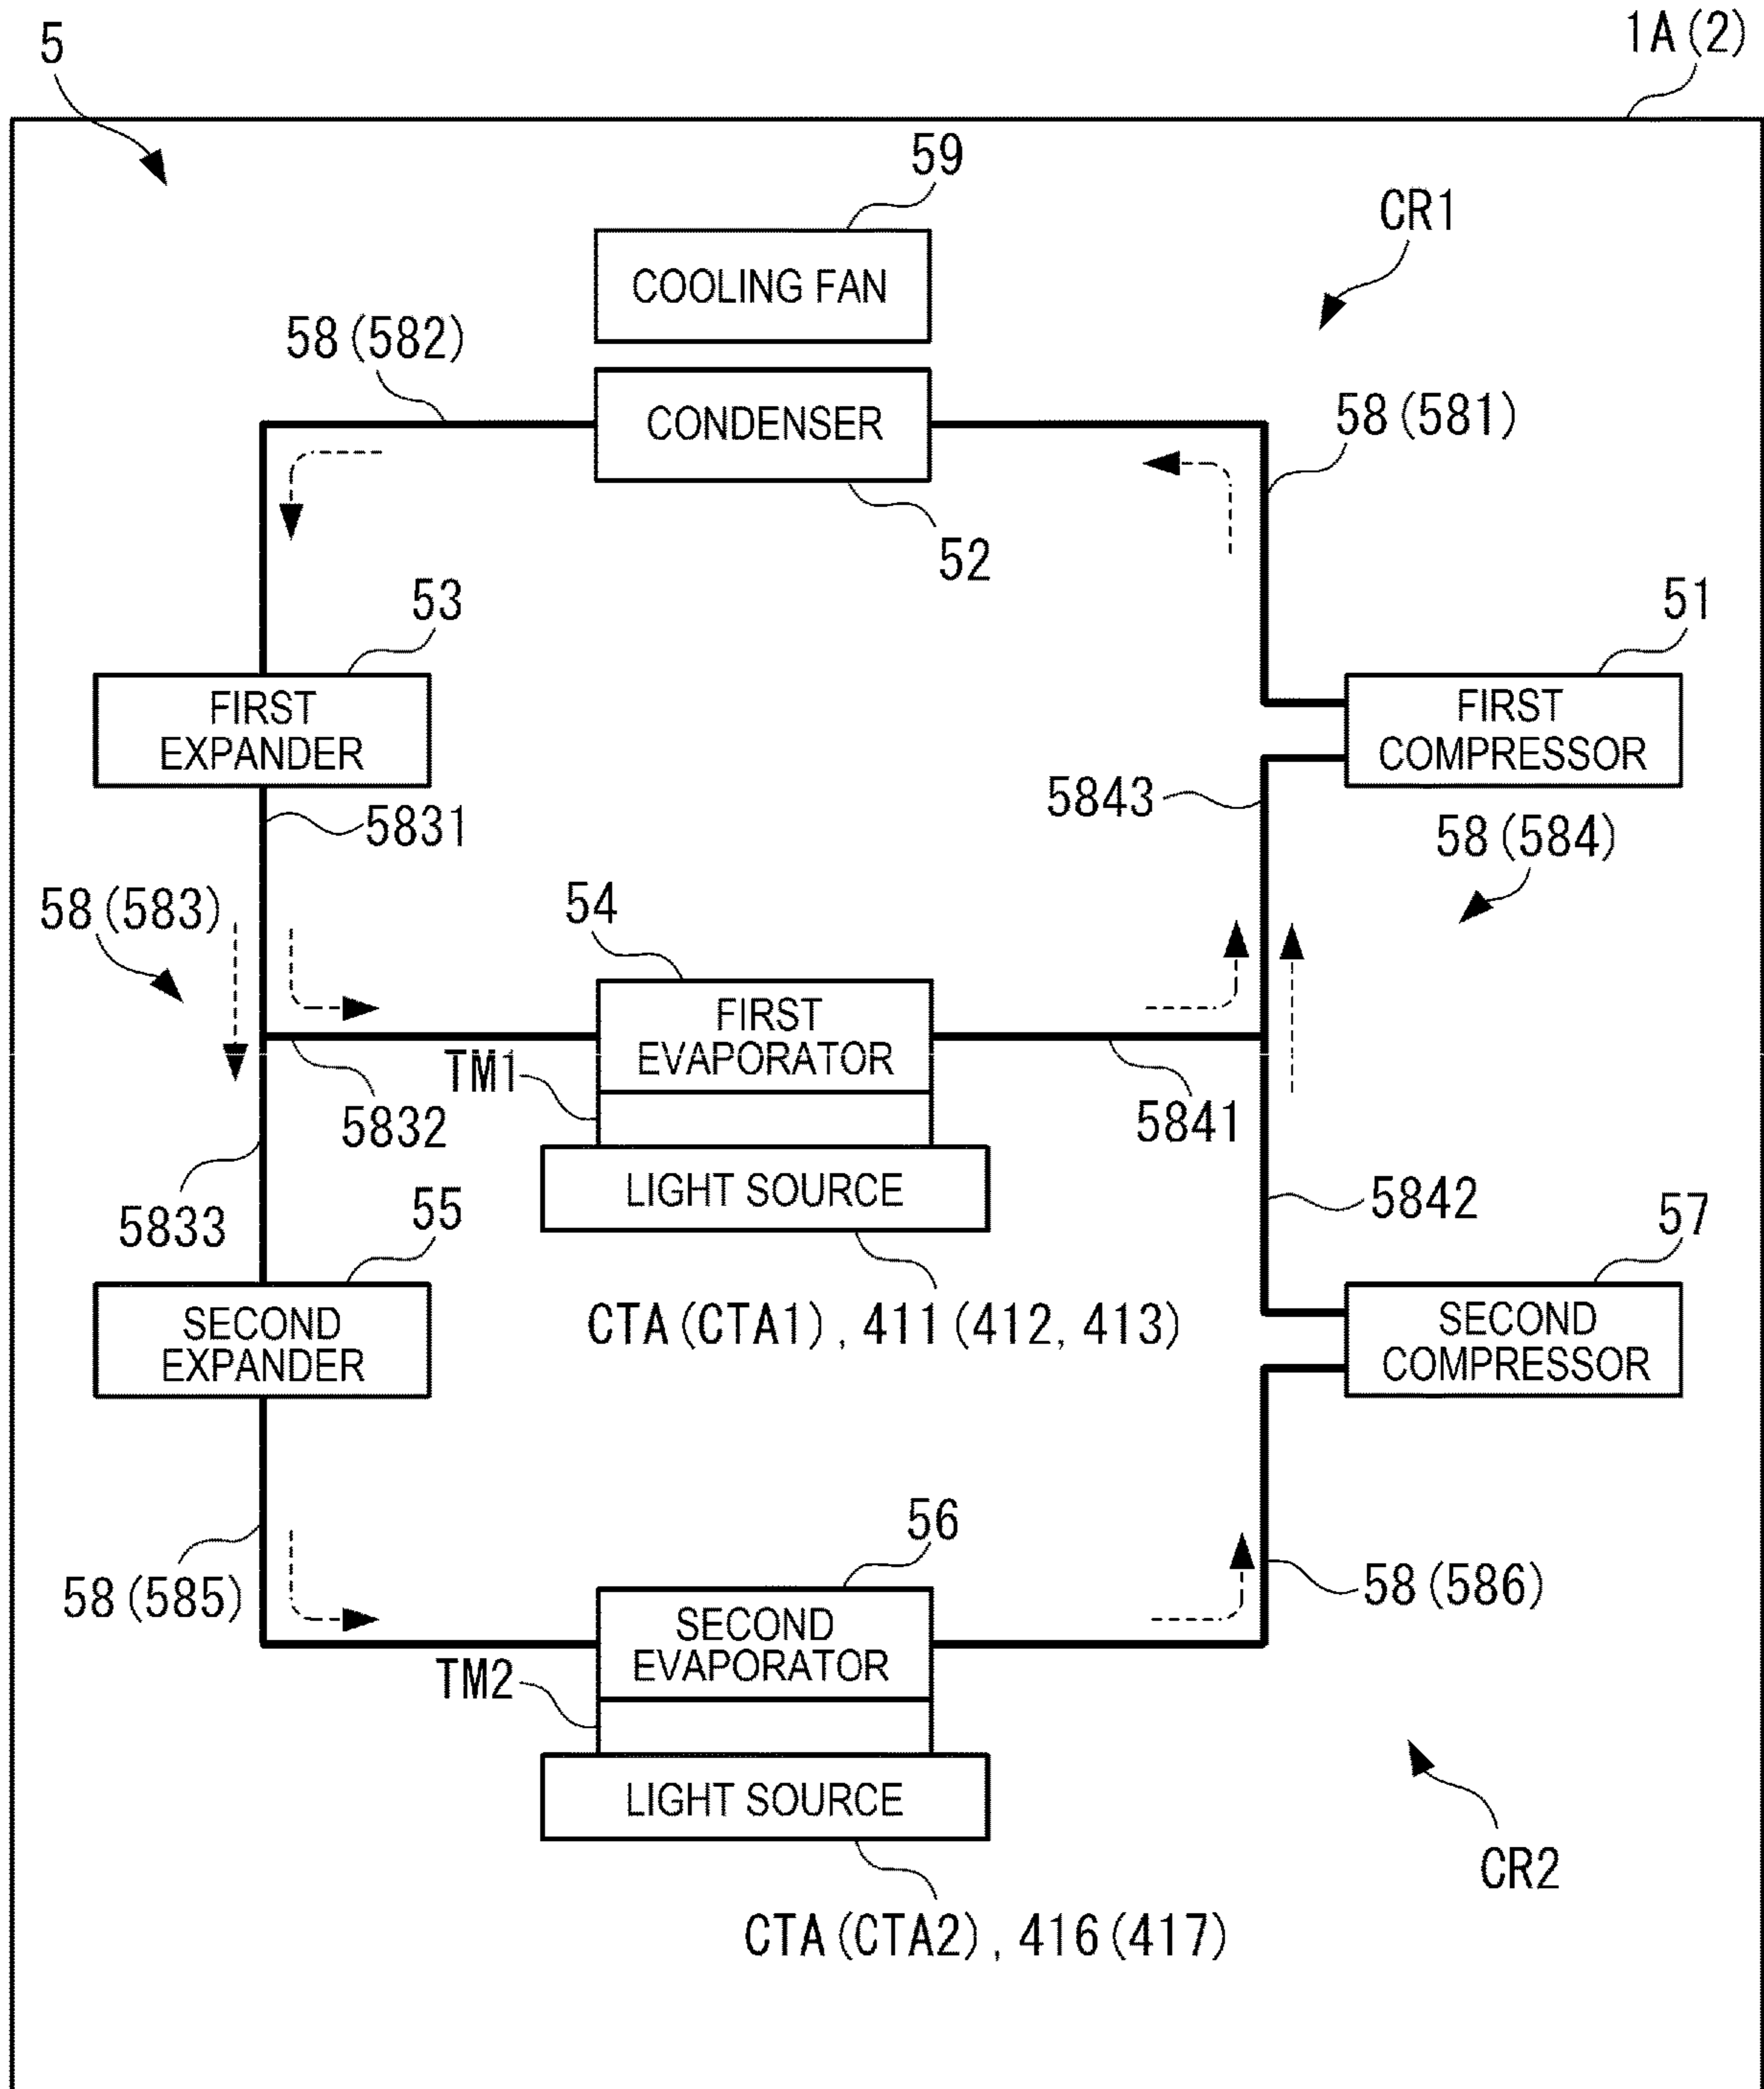 5
1A(2)
59
CR1
COOLING FAN
58(582)
CONDENSER
58(581)
52
53
51
FIRST
EXPANDER
FIRST
COMPRESSOR
5843
5831
58(584)
58(583)
54
FIRST
EVAPORATOR
TM1
5832
5841
LIGHT SOURCE
5842
5833
55
57
CTA(CTA1), 411(412, 413)
SECOND
EXPANDER
SECOND
COMPRESSOR
56
58(585)
58(586)
SECOND
EVAPORATOR
TM2
LIGHT SOURCE
CR2
CTA(CTA2), 416(417)